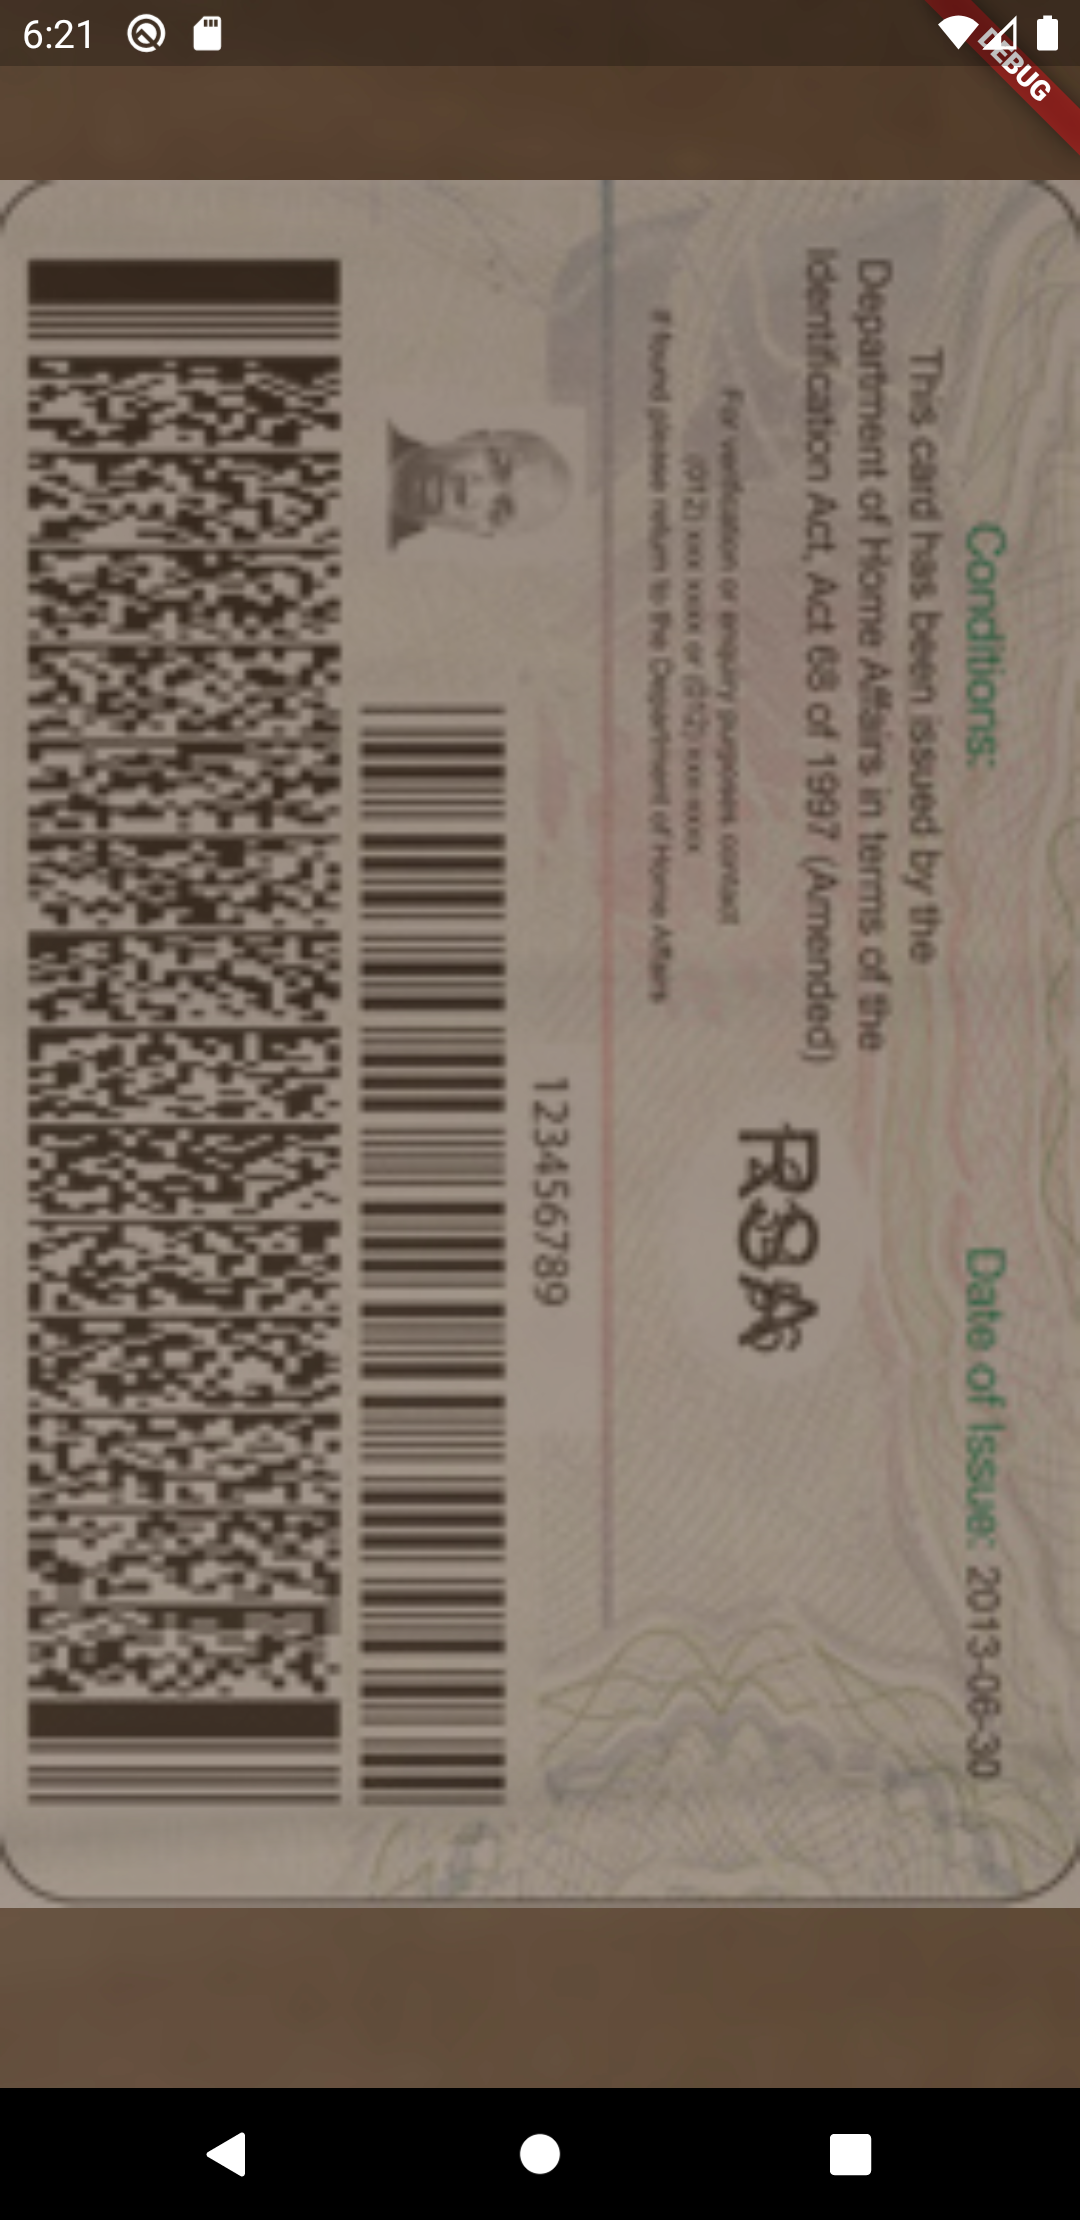 6:21
DEBUG
Conditions:
Date of Issue: 2013-06-30
This card has been issued by the
Department of Home Affairs in terms of the
Identification Act, Act 68 of 1997 (Amended)
RSA
For verification or enquiry purposes contact
(012) xxx xxxx or (012) xxx xxxx
If found please return to the Department of Home Affairs
123456789